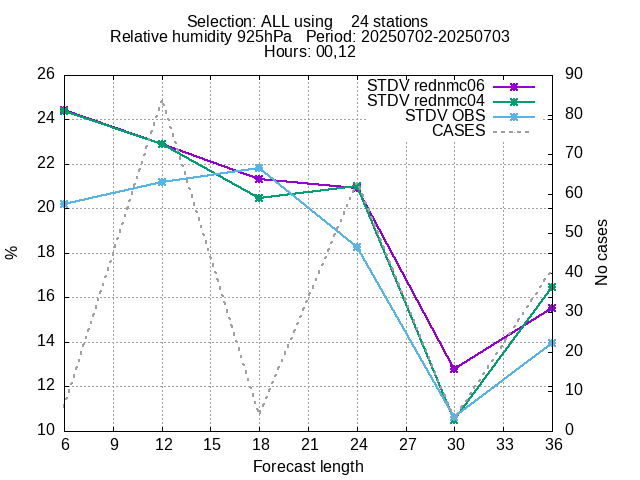 Selection: ALL using    24 stations
Relative humidity 925hPa   Period: 20250702-20250703
Hours: 00,12
STDV rednmc06
STDV rednmc04
STDV OBS
CASES
26
24
22
20
18
16
14
12
10
%
90
80
70
60
50
40
30
20
10
0
No cases
6 9 12 15 18 21 24 27 30 33 36
Forecast length